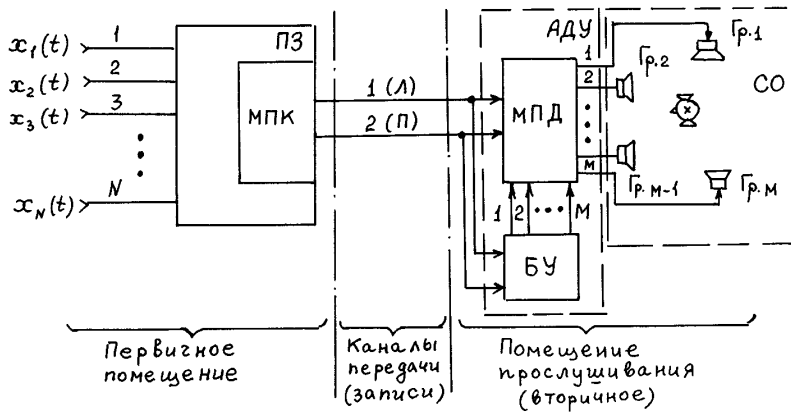 x₁(t)
1
x₂(t)
2
x₃(t)
3
x_N(t)
N
ПЗ
МПК
1 (Л)
2 (П)
АДУ
МПД
1
2
М
1
2
М
БУ
Гр.1
Гр.2
СО
Гр.М-1
Гр.М
Первичное
помещение
Каналы
передачи
(записи)
Помещение
прослушивания
(вторичное)